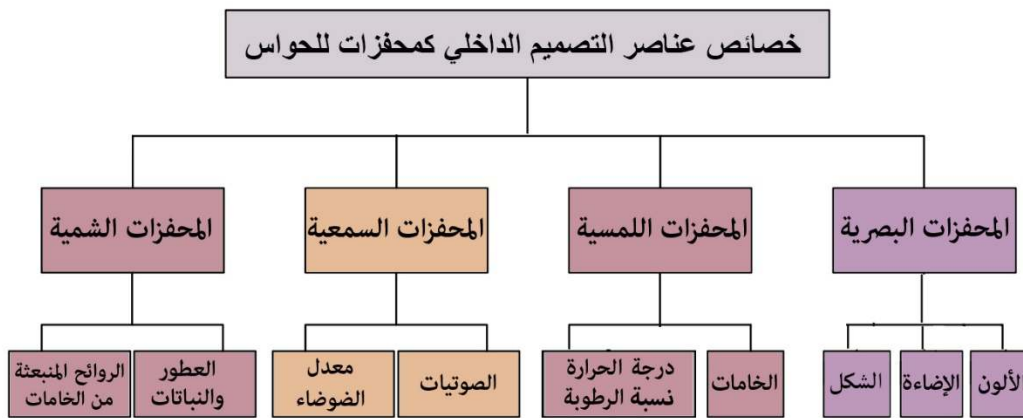 خصائص عناصر التصميم الداخلي كمحفزات للحواس
المحفزات البصرية
المحفزات اللمسية
المحفزات السمعية
المحفزات الشمية
الألون
الإضاءة
الشكل
الخامات
درجة الحرارة
نسبة الرطوبة
الصوتيات
معدل
الضوضاء
العطور
والنباتات
الروائح المنبعثة
من الخامات